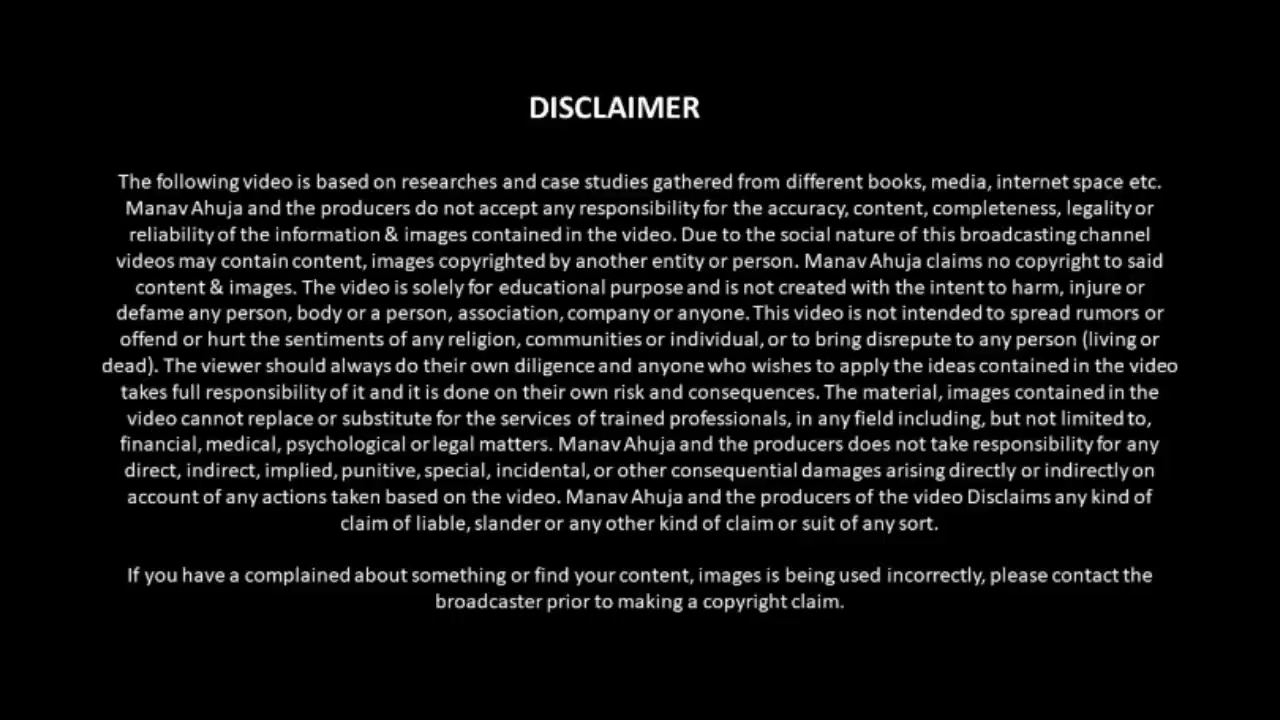 DISCLAIMER
The following video is based on researches and case studies gathered from different books, media, internet space etc.
Manav Ahuja and the producers do not accept any responsibility for the accuracy, content, completeness, legality or
reliability of the information & images contained in the video. Due to the social nature of this broadcasting channel
videos may contain content, images copyrighted by another entity or person. Manav Ahuja claims no copyright to said
content & images. The video is solely for educational purpose and is not created with the intent to harm, injure or
defame any person, body or a person, association, company or anyone. This video is not intended to spread rumors or
offend or hurt the sentiments of any religion, communities or individual, or to bring disrepute to any person (living or
dead). The viewer should always do their own diligence and anyone who wishes to apply the ideas contained in the video
takes full responsibility of it and it is done on their own risk and consequences. The material, images contained in the
video cannot replace or substitute for the services of trained professionals, in any field including, but not limited to,
financial, medical, psychological or legal matters. Manav Ahuja and the producers does not take responsibility for any
direct, indirect, implied, punitive, special, incidental, or other consequential damages arising directly or indirectly on
account of any actions taken based on the video. Manav Ahuja and the producers of the video Disclaims any kind of
claim of liable, slander or any other kind of claim or suit of any sort.
If you have a complained about something or find your content, images is being used incorrectly, please contact the
broadcaster prior to making a copyright claim.